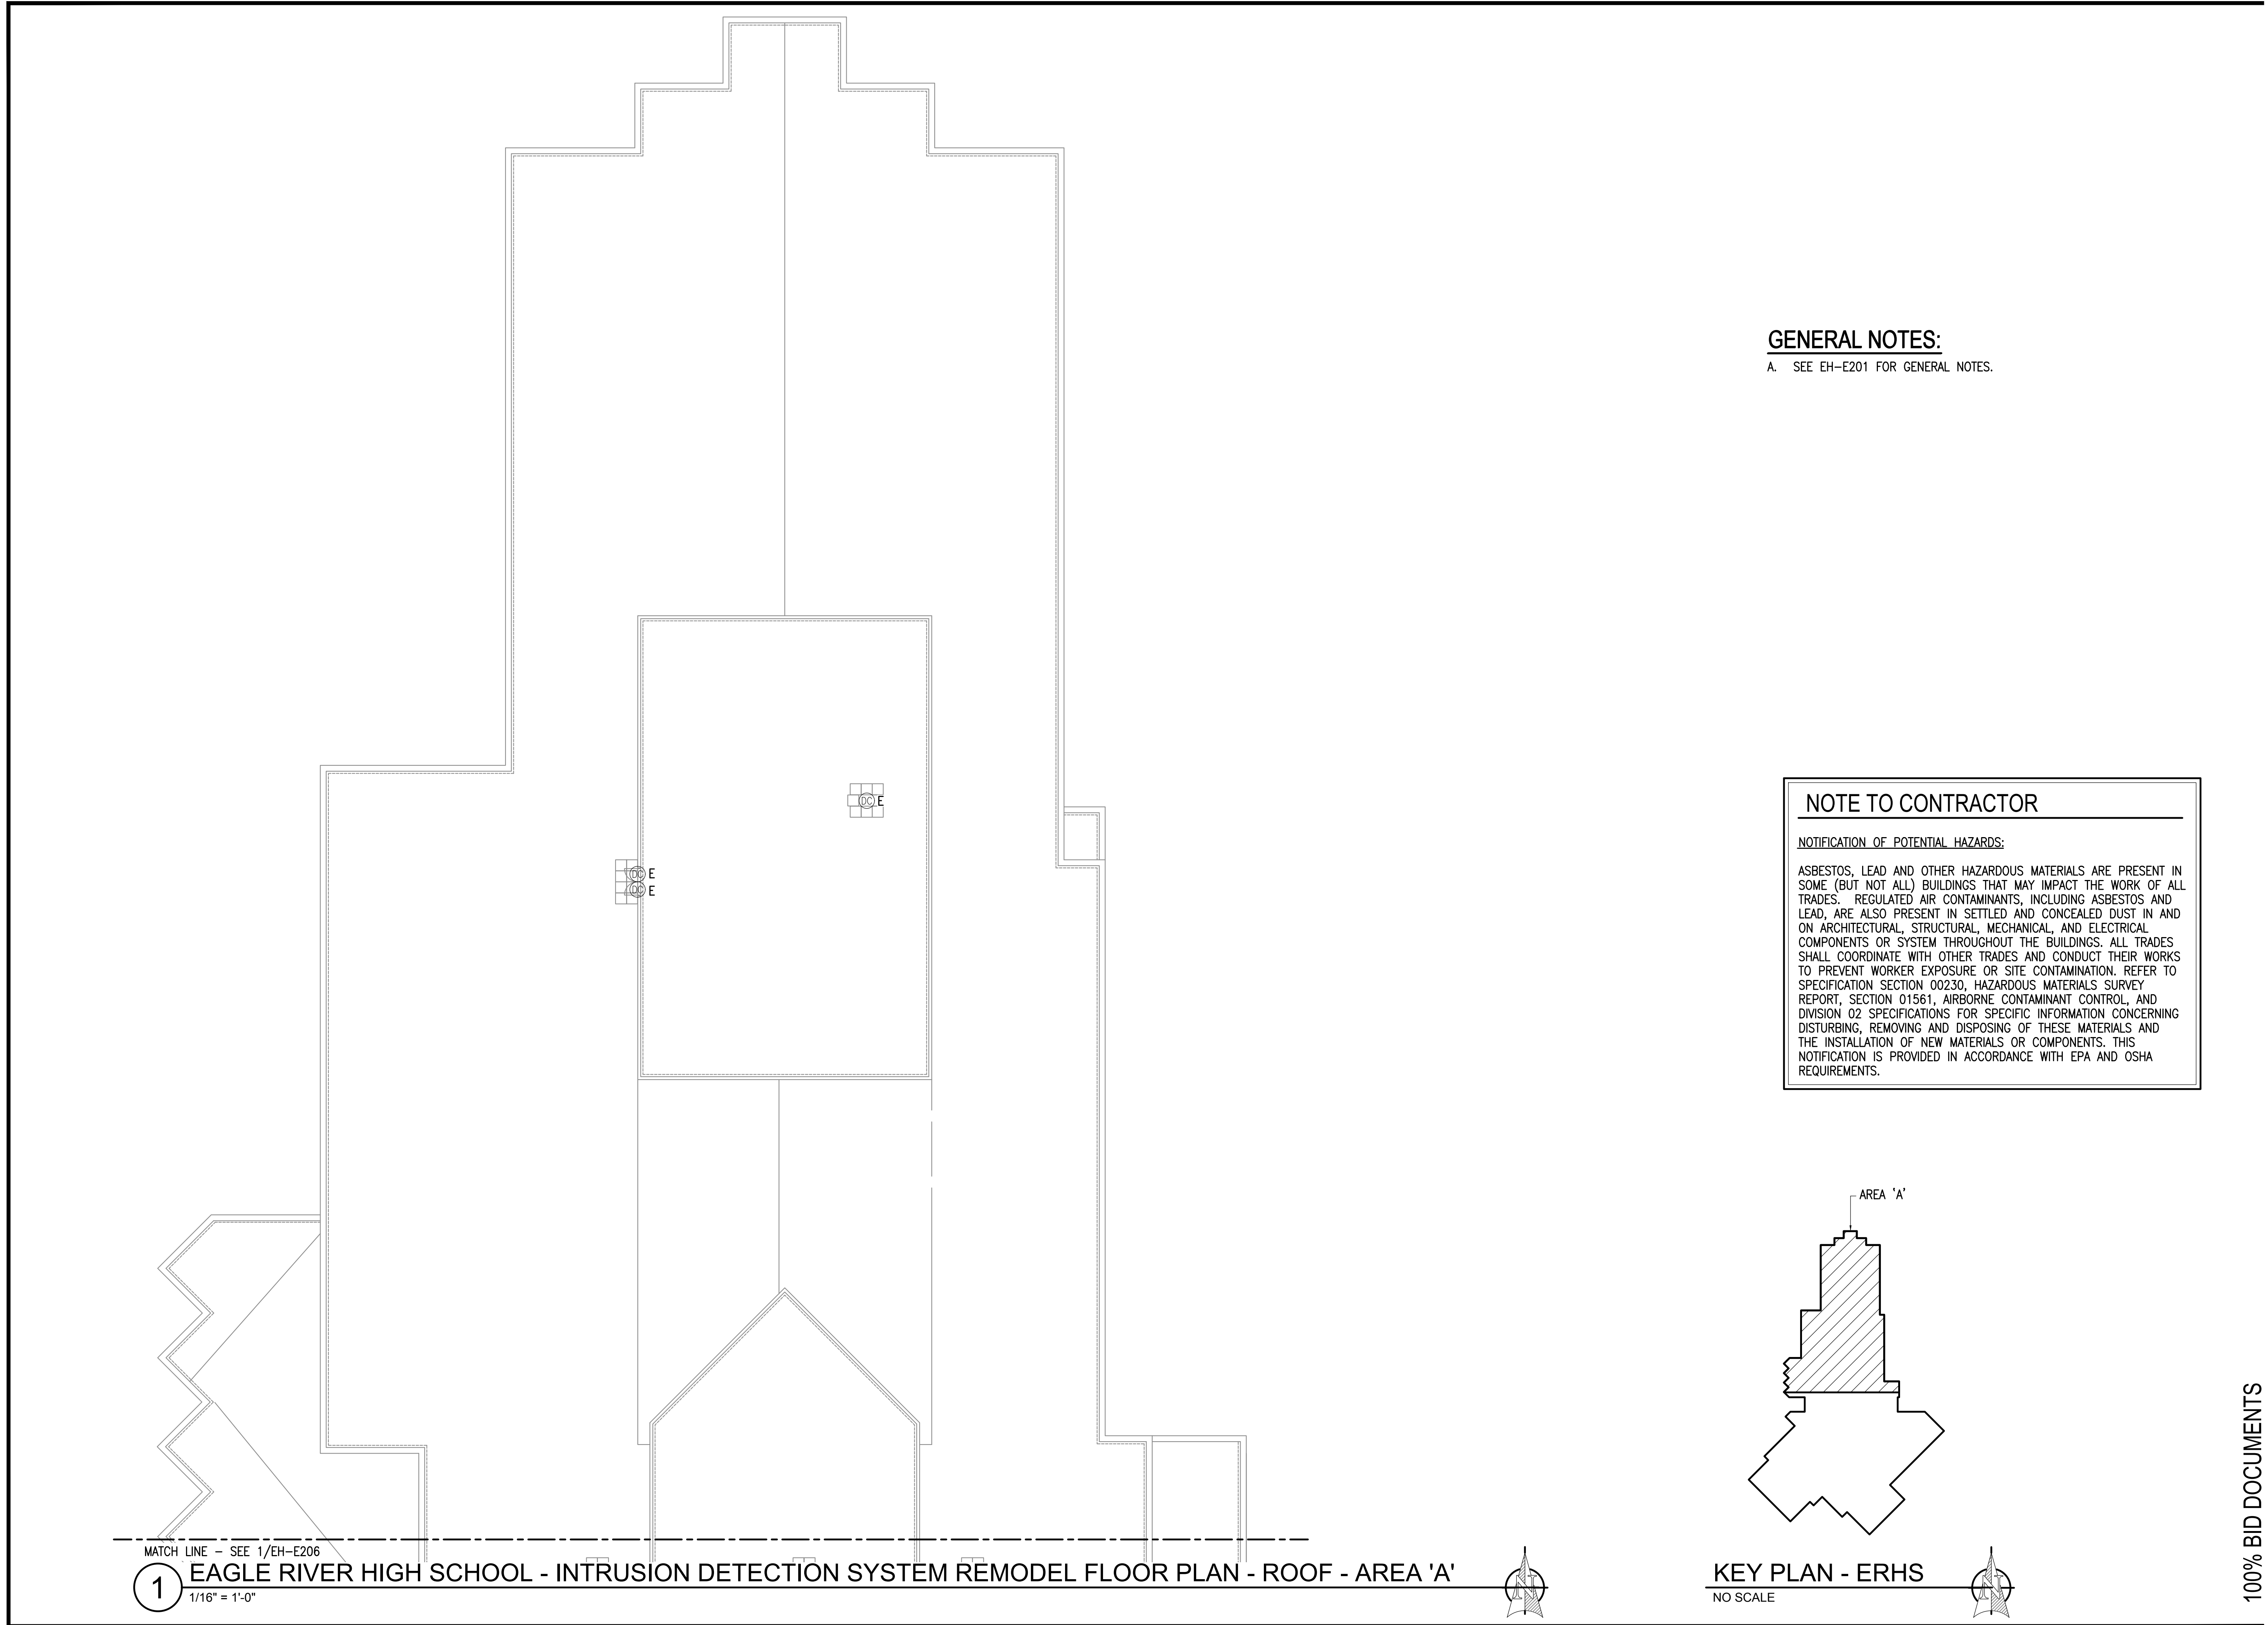 GENERAL NOTES:
A. SEE EH-E201 FOR GENERAL NOTES.
DC E
DC E
DC E
NOTE TO CONTRACTOR
NOTIFICATION OF POTENTIAL HAZARDS:
ASBESTOS, LEAD AND OTHER HAZARDOUS MATERIALS ARE PRESENT IN
SOME (BUT NOT ALL) BUILDINGS THAT MAY IMPACT THE WORK OF ALL
TRADES. REGULATED AIR CONTAMINANTS, INCLUDING ASBESTOS AND
LEAD, ARE ALSO PRESENT IN SETTLED AND CONCEALED DUST IN AND
ON ARCHITECTURAL, STRUCTURAL, MECHANICAL, AND ELECTRICAL
COMPONENTS OR SYSTEM THROUGHOUT THE BUILDINGS. ALL TRADES
SHALL COORDINATE WITH OTHER TRADES AND CONDUCT THEIR WORKS
TO PREVENT WORKER EXPOSURE OR SITE CONTAMINATION. REFER TO
SPECIFICATION SECTION 00230, HAZARDOUS MATERIALS SURVEY
REPORT, SECTION 01561, AIRBORNE CONTAMINANT CONTROL, AND
DIVISION 02 SPECIFICATIONS FOR SPECIFIC INFORMATION CONCERNING
DISTURBING, REMOVING AND DISPOSING OF THESE MATERIALS AND
THE INSTALLATION OF NEW MATERIALS OR COMPONENTS. THIS
NOTIFICATION IS PROVIDED IN ACCORDANCE WITH EPA AND OSHA
REQUIREMENTS.
AREA 'A'
MATCH LINE - SEE 1/EH-E206
1 EAGLE RIVER HIGH SCHOOL - INTRUSION DETECTION SYSTEM REMODEL FLOOR PLAN - ROOF - AREA 'A'
1/16" = 1'-0"
N
KEY PLAN - ERHS
NO SCALE
N
100% BID DOCUMENTS